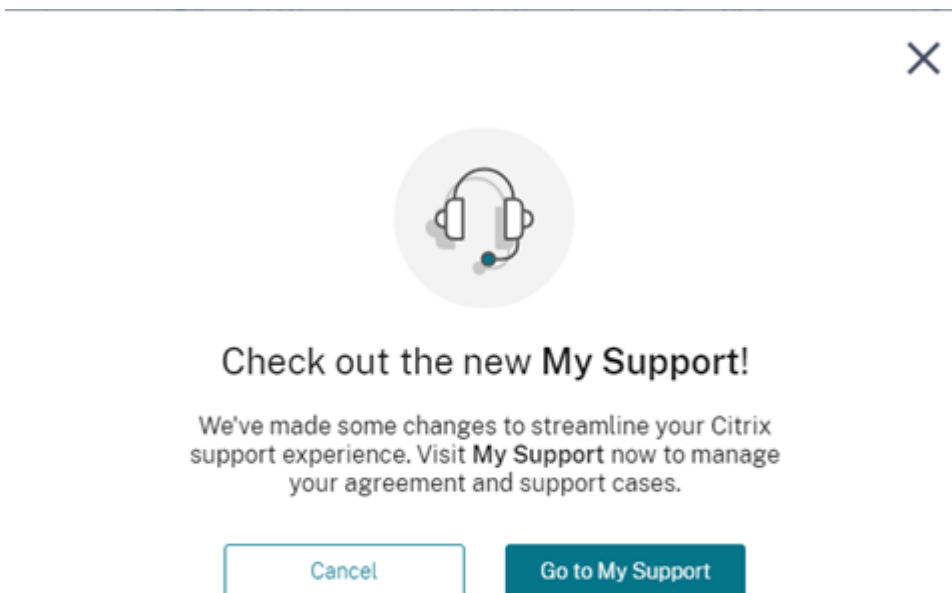 Check out the new My Support!
We've made some changes to streamline your Citrix
support experience. Visit My Support now to manage
your agreement and support cases.
Cancel
Go to My Support